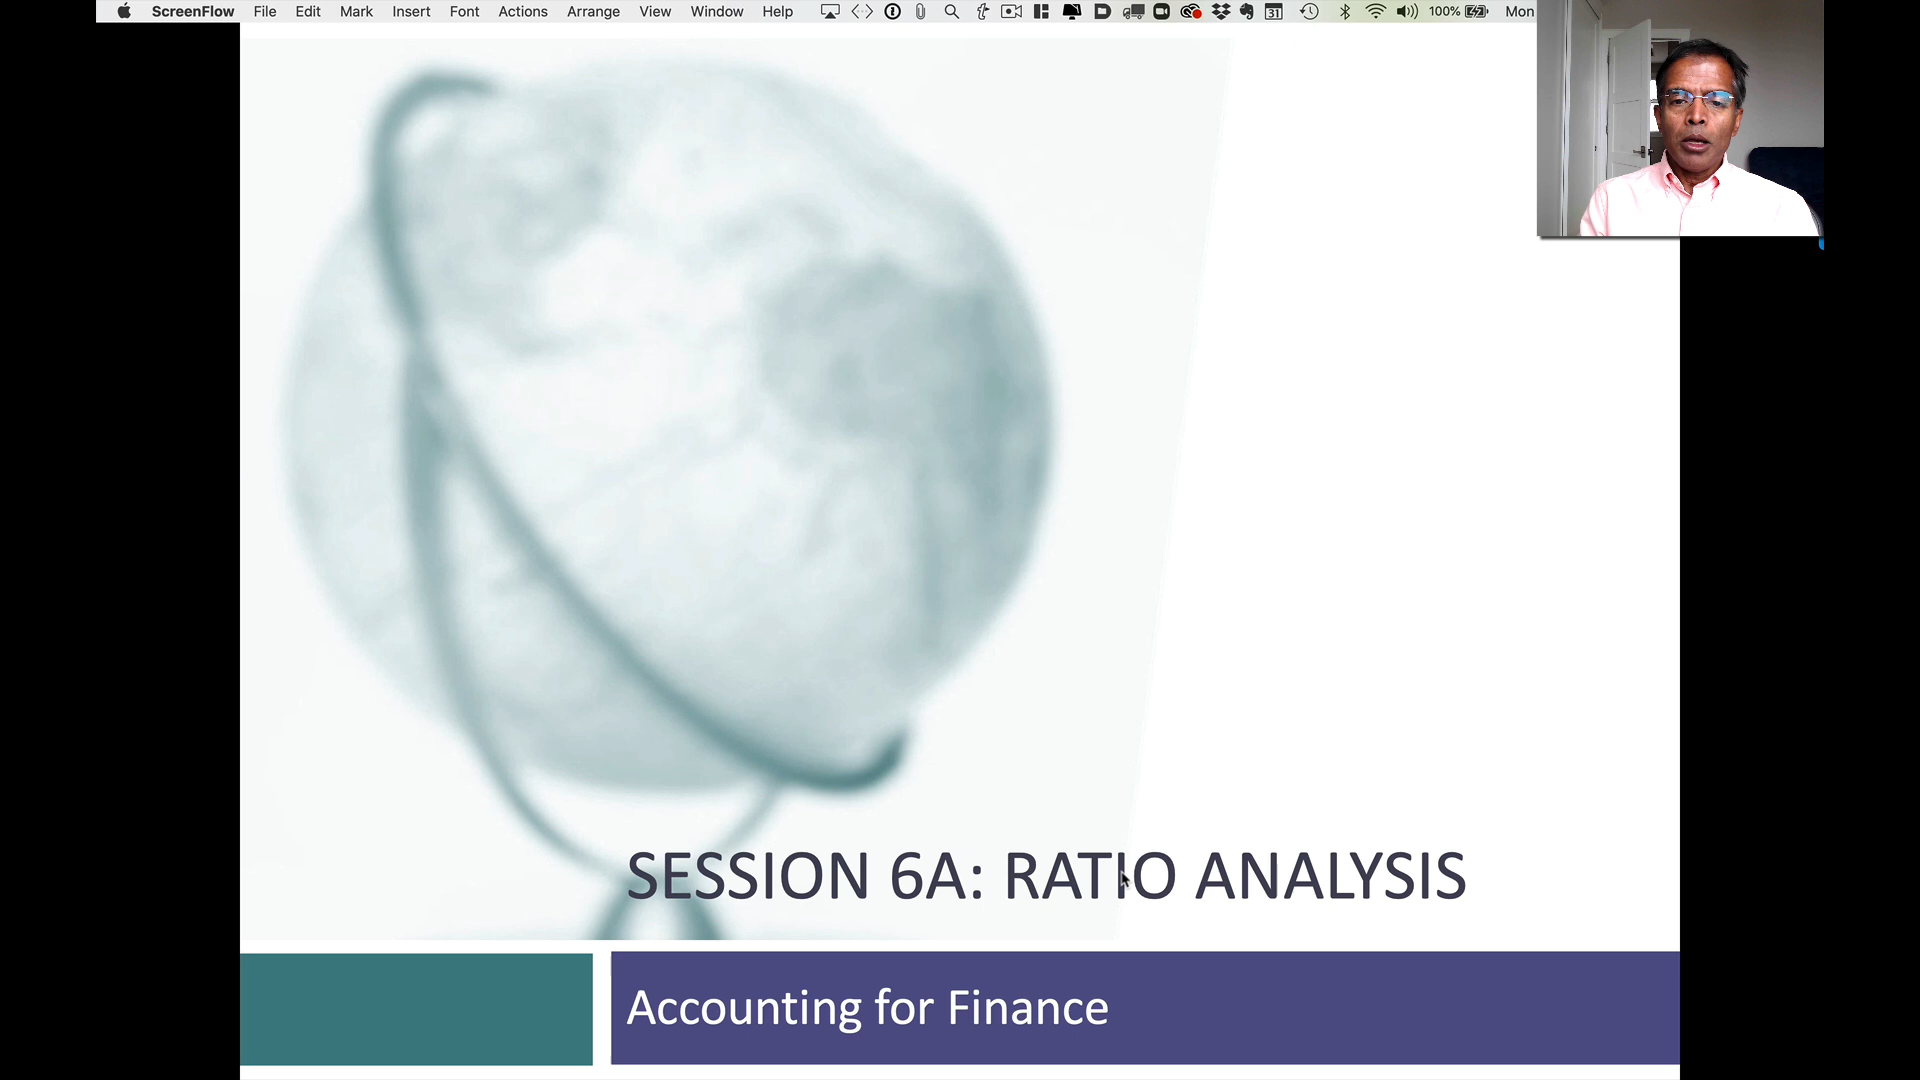 ScreenFlow File Edit Mark Insert Font Actions Arrange View Window Help 31 100% Mon
SESSION 6A: RATIO ANALYSIS
Accounting for Finance